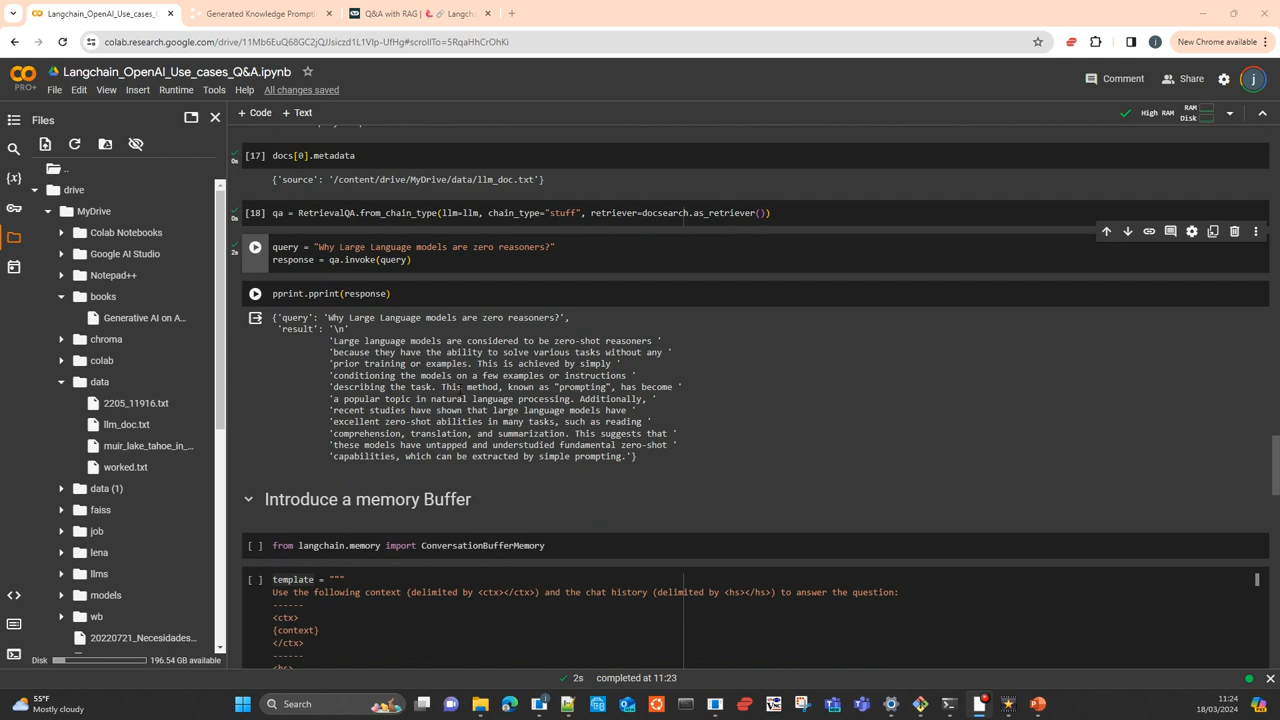 Langchain_OpenAI_Use_cases_Q
Generated Knowledge Promptin
Q&A with RAG | 🦜️🔗 Langcha
colab.research.google.com/drive/11Mb6EuQ68GC2jQJJsiczd1L1Vlp-UfHg#scrollTo=5RqaHhCrOhKi
New Chrome available
Langchain_OpenAI_Use_cases_Q&A.ipynb
PRO+
File Edit View Insert Runtime Tools Help All changes saved
Comment Share
j
Files
+ Code + Text
High RAM RAM
Disk
..
drive
MyDrive
Colab Notebooks
Google AI Studio
Notepad++
books
Generative AI on A...
chroma
colab
data
2205_11916.txt
llm_doc.txt
muir_lake_tahoe_in_...
worked.txt
data (1)
faiss
job
lena
llms
models
wb
20220721_Necesidades...
Disk 196.54 GB available
[17] docs[0].metadata
0s
{'source': '/content/drive/MyDrive/data/llm_doc.txt'}
[18] qa = RetrievalQA.from_chain_type(llm=llm, chain_type="stuff", retriever=docsearch.as_retriever())
0s
query = "Why Large Language models are zero reasoners?"
2s
response = qa.invoke(query)
pprint.pprint(response)
{'query': 'Why Large Language models are zero reasoners?',
'result': '\n'
'Large language models are considered to be zero-shot reasoners '
'because they have the ability to solve various tasks without any '
'prior training or examples. This is achieved by simply '
'conditioning the models on a few examples or instructions '
'describing the task. This method, known as "prompting", has become '
'a popular topic in natural language processing. Additionally, '
'recent studies have shown that large language models have '
'excellent zero-shot abilities in many tasks, such as reading '
'comprehension, translation, and summarization. This suggests that '
'these models have untapped and understudied fundamental zero-shot '
'capabilities, which can be extracted by simple prompting.'}
Introduce a memory Buffer
[ ] from langchain.memory import ConversationBufferMemory
[ ] template = """
Use the following context (delimited by <ctx></ctx>) and the chat history (delimited by <hs></hs>) to answer the question:
------
<ctx>
{context}
</ctx>
------
<hs>
2s completed at 11:23
55°F
Mostly cloudy
Search
11:24
18/03/2024